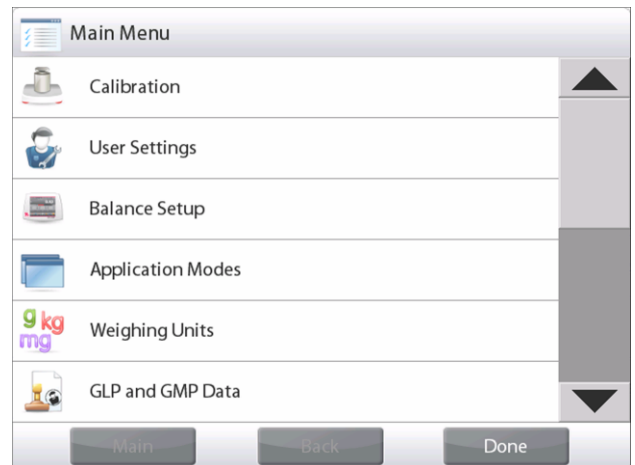 Main Menu
Calibration
User Settings
Balance Setup
Application Modes
g kg
mg
Weighing Units
GLP and GMP Data
Main Back Done